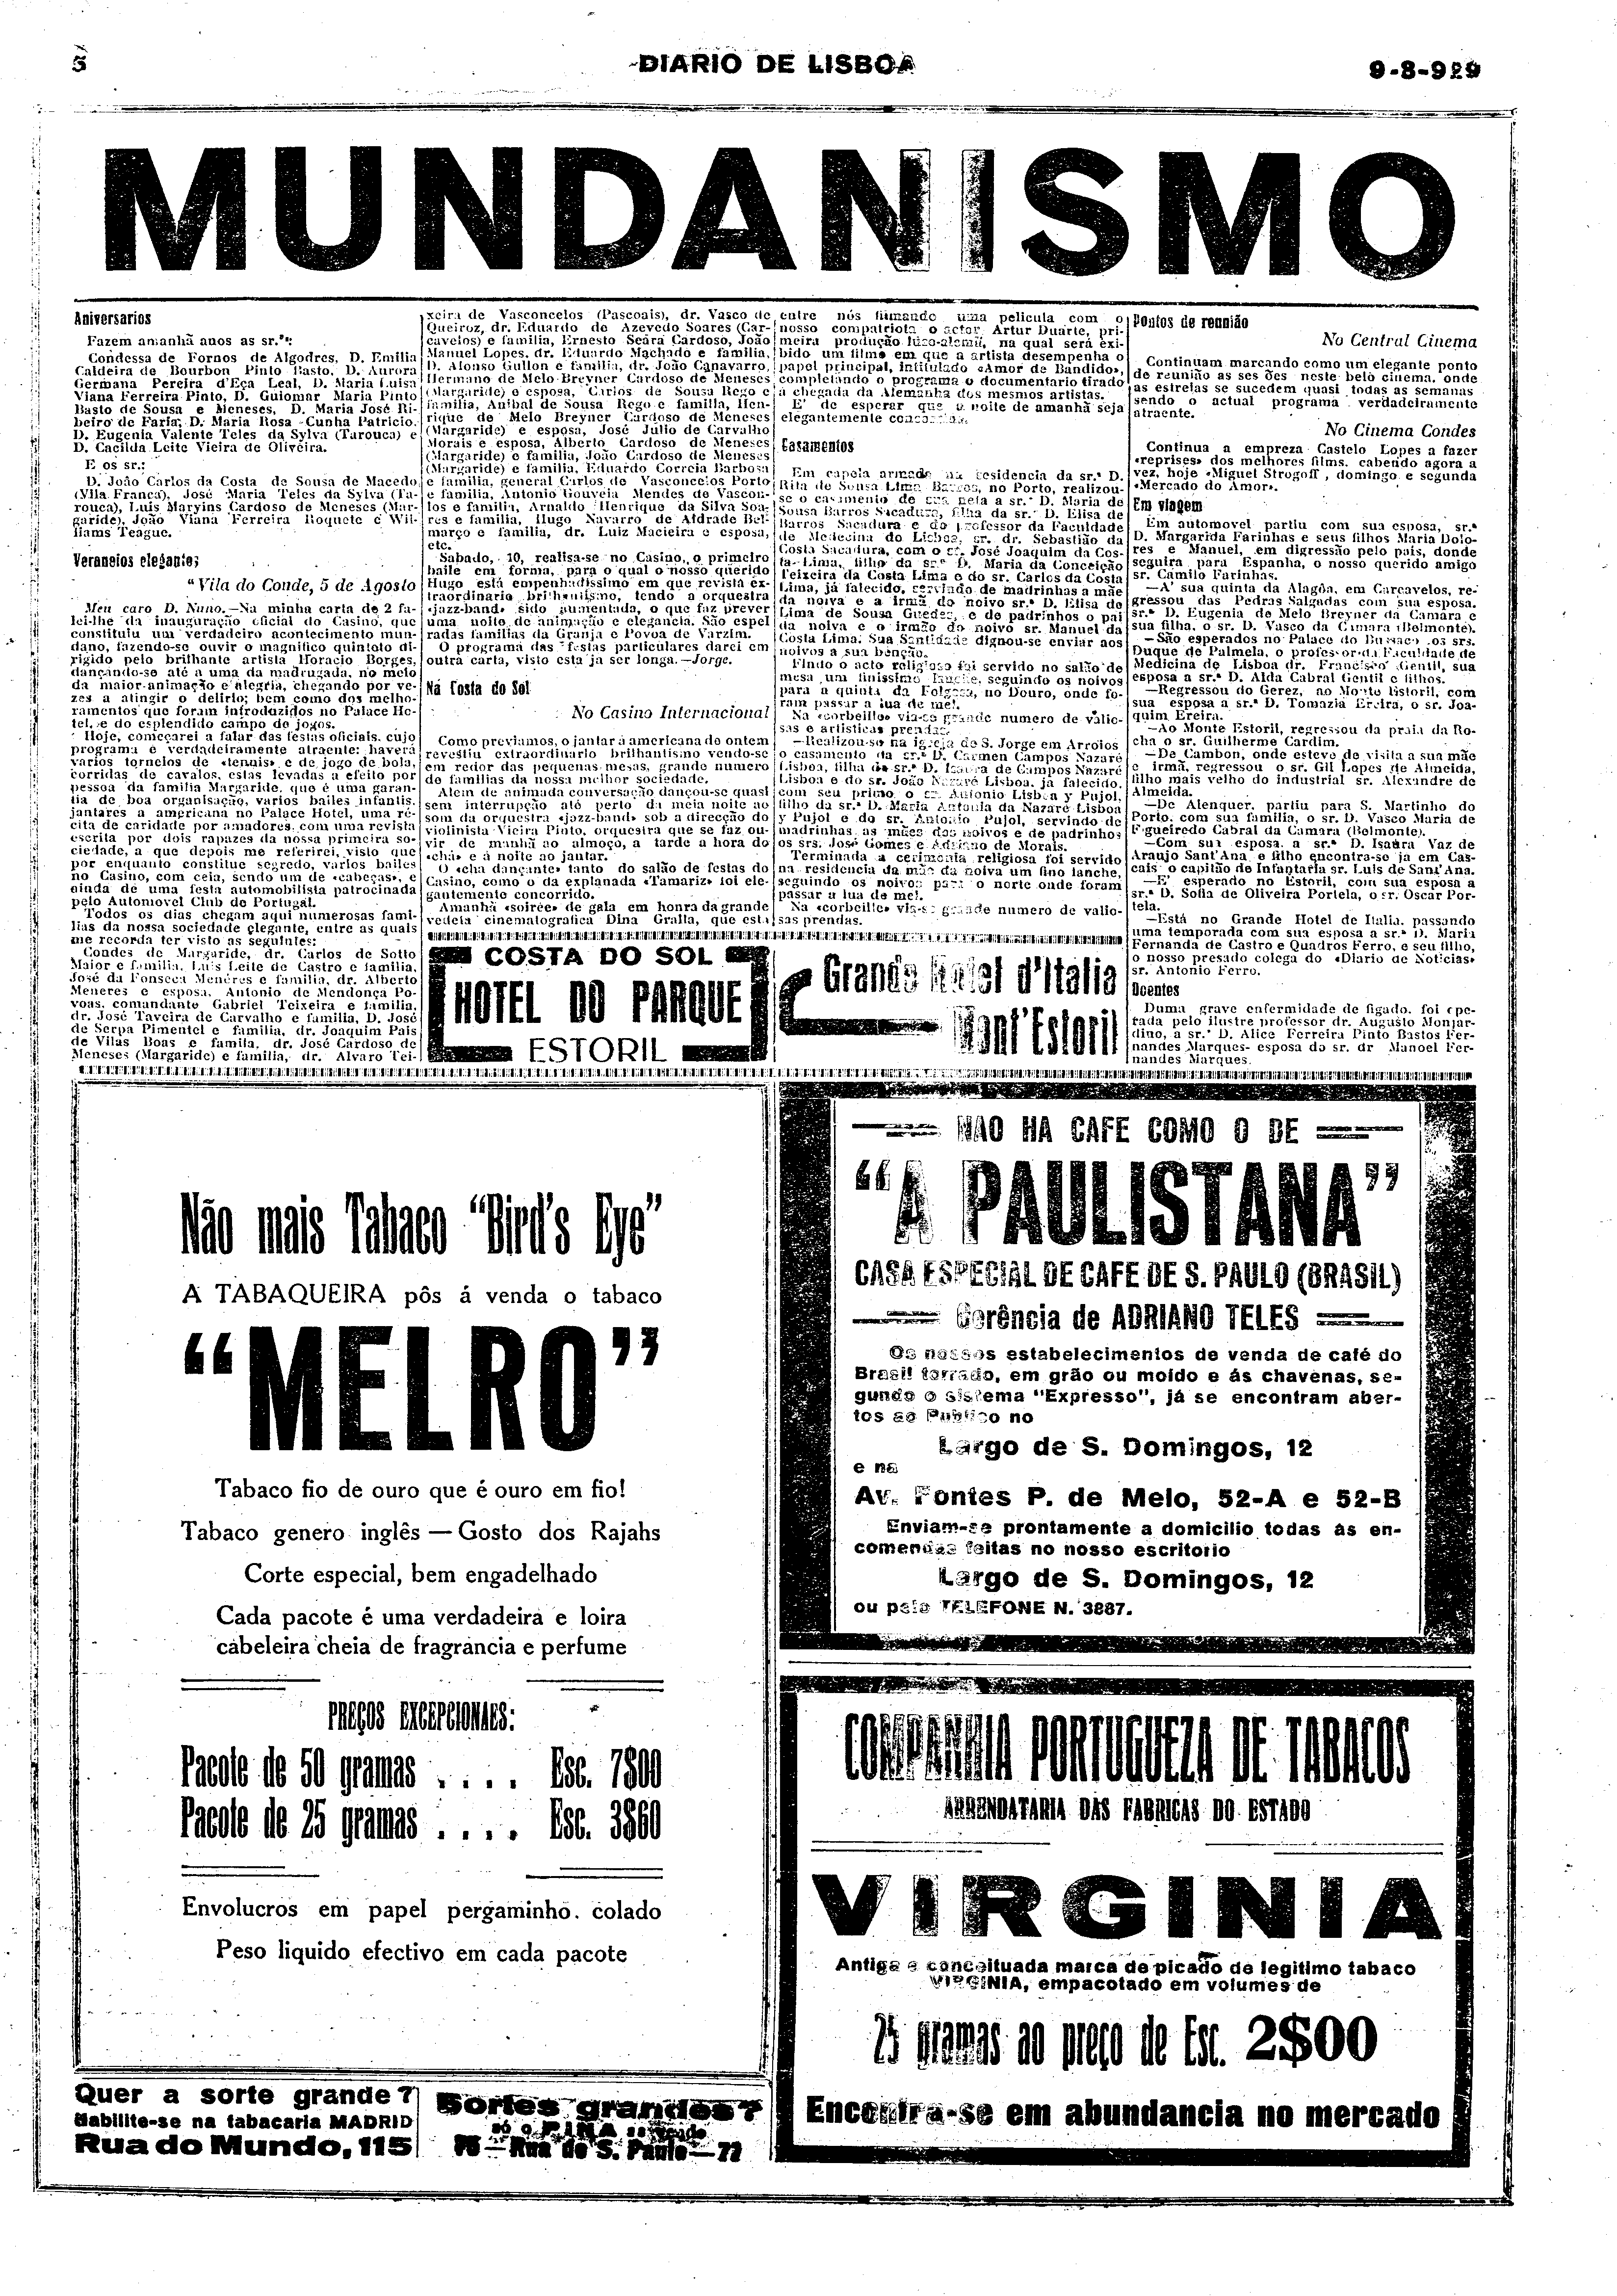 5
DIARIO DE LISBOA
9-8-929
MUNDANISMO
Aniversarios
Fazem amanhã anos as sr.ªˢ:
Condessa de Fornos de Algodres, D. Emilia
Caldeira de Bourbon Pinto Basto, D. Aurora
Germana Pereira d'Eça Leal, D. Maria Luisa
Viana Ferreira Pinto, D. Guiomar Maria Pinto
Basto de Sousa e Meneses, D. Maria José Ri-
beiro de Faria, D. Maria Rosa Cunha Patricio,
D. Eugenia Valente Teles da Sylva (Tarouca) e
D. Cacilda Leite Vieira de Oliveira.
E os sr.:
D. João Carlos da Costa de Sousa de Macedo
(Vila Franca), José Maria Teles da Sylva (Ta-
rouca), Luis Maryins Cardoso de Meneses (Mar-
garide), João Viana Ferreira Roquete e Wil-
liams Teague.
Veraneios elegantes
"Vila do Conde, 5 de Agosto
Meu caro D. Nuno.—Na minha carta de 2 fa-
lei-lhe da inauguração oficial do Casino, que
constituiu um verdadeiro acontecimento mun-
dano, fazendo-se ouvir o magnifico quinteto di-
rigido pelo brilhante artista Horacio Borges,
dançando-se até a uma da madrugada, no meio
da maior animação e alegria, chegando por ve-
zes a atingir o delirio; bem como dos melho-
ramentos que foram introduzidos no Palace Ho-
tel, e do esplendido campo de jogos.
Hoje, começarei a falar das festas oficiais, cujo
programa é verdadeiramente atraente: haverá
varios torneios de «tennis» e de jogo de bola,
corridas de cavalos, estas levadas a efeito por
pessoa da familia Margaride, que é uma garan-
tia de boa organisação, varios bailes infantis,
jantares a americana no Palace Hotel, uma ré-
cita de caridade por amadores, com uma revista
escrita por dois rapazes da nossa primeira so-
ciedade, a que depois me referirei, visto que
por enquanto constitue segredo, varios bailes
no Casino, com ceia, sendo um de «cabeças», e
ainda de uma festa automobilista patrocinada
pelo Automovel Club de Portugal.
Todos os dias chegam aqui numerosas fami-
lias da nossa sociedade elegante, entre as quais
me recorda ter visto as seguintes:
Condes de Margaride, dr. Carlos de Sotto
Maior e familia, Luis Leite de Castro e familia,
José da Fonseca Menéres e familia, dr. Alberto
Meneres e esposa, Antonio de Mendonça Po-
voas, comandante Gabriel Teixeira e familia,
dr. José Taveira de Carvalho e familia, D. José
de Serpa Pimentel e familia, dr. Joaquim Pais
de Vilas Boas e famila, dr. José Cardoso de
Meneses (Margaride) e familia, dr. Alvaro Tei-
xeira de Vasconcelos (Pascoais), dr. Vasco de
Queiroz, dr. Eduardo de Azevedo Soares (Car-
cavelos) e familia, Ernesto Seara Cardoso, João
Manuel Lopes, dr. Eduardo Machado e familia,
D. Afonso Gullon e familia, dr. João Canavarro,
Hermano de Melo Breyner Cardoso de Meneses
(Margaride) e esposa, Carlos de Sousa Rego e
familia, Anibal de Sousa Rego e familia, Hen-
rique de Melo Breyner Cardoso de Meneses
(Margaride) e esposa, José Julio de Carvalho
Morais e esposa, Alberto Cardoso de Meneses
(Margaride) e familia, João Cardoso de Meneses
(Margaride) e familia, Eduardo Correia Barbosa
e familia, general Carlos de Vasconcelos Porto
e familia, Antonio Gouveia Mendes de Vascon-
los e familia, Arnaldo Henrique da Silva Soa-
res e familia, Hugo Navarro de Aldrade Bel-
março e familia, dr. Luiz Macieira e esposa,
etc.
Sabado, 10, realisa-se no Casino, o primeiro
baile em forma, para o qual o nosso querido
Hugo está empenhadissimo em que revista ex-
traordinario brilhantismo, tendo a orquestra
«jazz-band» sido aumentada, o que faz prever
uma noite de animação e elegancia. São espel
radas familias da Granja e Povoa de Varzim.
O programa das festas particulares darei em
outra carta, visto esta ja ser longa.—Jorge.
Na Costa do Sol
No Casino Internacional
Como previamos, o jantar á americana de ontem
revestiu extraordinario brilhantismo vendo-se
em redor das pequenas mesas, grande numero
de familias da nossa melhor sociedade.
Alem de animada conversação dançou-se quasi
sem interrupção até perto da meia noite ao
som da orquestra «jazz-band» sob a direcção do
violinista Vieira Pinto, orquestra que se faz ou-
vir de manhã ao almoço, a tarde a hora do
«chá» e á noite ao jantar.
O «cha dançante» tanto do salão de festas do
Casino, como o da explanada «Tamariz» foi ele-
gantemente concorrido.
Amanhã «soirée» de gala em honra da grande
vedeta cinematografica Dina Gralla, que está
entre nós filmando uma pelicula com o
nosso compatriota o actor Artur Duarte, pri-
meira produção luzo-alemã, na qual será exi-
bido um films em que a artista desempenha o
papel principal, intitulado «Amor de Bandido»,
completando o programa o documentario tirado
á chegada da Alemanha dos mesmos artistas.
E' de esperar que a noite de amanhã seja
elegantemente
Casamentos
Em capela armada na residencia da sr.ª D.
Rita de Sousa Lima Barros, no Porto, realizou-
se o casamento de sua neta a sr.ª D. Maria de
Sousa Barros Sacadura, filha da sr.ª D. Elisa de
Barros Sacadura e do professor da Faculdade
de Medecina do Lisboa, sr. dr. Sebastião da
Costa Sacadura, com o sr. José Joaquim da Cos-
ta Lima, filho da sr.ª D. Maria da Conceição
Teixeira da Costa Lima e do sr. Carlos da Costa
Lima, já falecido, servindo de madrinhas a mãe
da noiva e a irmã do noivo sr.ª D. Elisa do
Lima de Sousa Guedes, e de padrinhos o pai
da noiva e o irmão do noivo sr. Manuel da
Costa Lima. Sua Santidade dignou-se enviar aos
noivos a sua benção.
Findo o acto religioso foi servido no salão de
mesa um finissimo lanche, seguindo os noivos
para a quinta da Folgosa, no Douro, onde fo-
ram passar a lua de mel.
Na «corbeille» via-se grande numero de valio-
sas e artisticas prendas.
—Realizou-se na igreja de S. Jorge em Arroios
o casamento da sr.ª D. Carmen Campos Nazaré
Lisboa, filha da sr.ª D. Isaura de Campos Nazaré
Lisboa e do sr. João Nazaré Lisboa, ja falecido,
com seu primo o sr. Antonio Lisboa y Pujol,
filho da sr.ª D. Maria Antonia da Nazaré Lisboa
y Pujol e do sr. Antonio Pujol, servindo de
madrinhas as mães dos noivos e de padrinhos
os srs. José Gomes e Adriano de Morais.
Terminada a cerimonia religiosa foi servido
na residencia da mãe da noiva um fino lanche,
seguindo os noivos para o norte onde foram
passar a lua de mel.
Na «corbeille» via-se grande numero de valio-
sas prendas.
Pontos de reunião
No Central Cinema
Continuam marcando como um elegante ponto
de reunião as ses ões neste belo cinema, onde
as estrelas se sucedem quasi todas as semanas
sendo o actual programa verdadeiramente
atraente.
No Cinema Condes
Continua a empreza Castelo Lopes a fazer
«reprises» dos melhores films, cabendo agora a
vez, hoje «Miguel Strogoff», domingo e segunda
«Mercado do Amor».
Em viagem
Em automovel partiu com sua esposa, sr.ª
D. Margarida Farinhas e seus filhos Maria Dolo-
res e Manuel, em digressão pelo país, donde
seguira para Espanha, o nosso querido amigo
sr. Camilo Farinhas.
—A' sua quinta da Alagôa, em Carcavelos, re-
gressou das Pedras Salgadas com sua esposa,
sr.ª D. Eugenia de Melo Breyner da Camara e
sua filha, o sr. D. Vasco da Camara (Belmonte).
—São esperados no Palace do Bussaco os srs.
Duque de Palmela, o professor da Faculdade de
Medicina de Lisboa dr. Francisco Gentil, sua
esposa a sr.ª D. Alda Cabral Gentil e filhos.
—Regressou do Gerez, ao Monte Estoril, com
sua esposa a sr.ª D. Tomazia Ereira, o sr. Joa-
quim Ereira.
—Ao Monte Estoril, regressou da praia da Ro-
cha o sr. Guilherme Cardim.
—De Cambon, onde esteve de visita a sua mãe
e irmã, regressou o sr. Gil Lopes de Almeida,
filho mais velho do industrial sr. Alexandre de
Almeida.
—De Alenquer, partiu para S. Martinho do
Porto, com sua familia, o sr. D. Vasco Maria de
Figueiredo Cabral da Camara (Belmonte).
—Com sua esposa, a sr.ª D. Isaura Vaz de
Araujo Sant'Ana e filho encontra-se ja em Cas-
cais o capitão de Infantaria sr. Luis de Sant'Ana.
—E' esperado no Estoril, com sua esposa a
sr.ª D. Sofia de Oliveira Portela, o sr. Oscar Por-
tela.
—Está no Grande Hotel de Italia, passando
uma temporada com sua esposa a sr.ª D. Maria
Fernanda de Castro e Quadros Ferro, e seu filho,
o nosso presado colega do «Diario de Noticias»
sr. Antonio Ferro.
Doentes
Duma grave enfermidade de figado, foi ope-
rada pelo ilustre professor dr. Augusto Monjar-
dino, a sr.ª D. Alice Ferreira Pinto Bastos Fer-
nandes Marques- esposa do sr. dr Manoel Fer-
nandes Marques.
COSTA DO SOL
HOTEL DO PARQUE
ESTORIL
Grande Hotel d'Italia
Mont'Estoril
Não mais Tabaco "Bird's Eye"
A TABAQUEIRA pôs á venda o tabaco
"MELRO"
Tabaco fio de ouro que é ouro em fio!
Tabaco genero inglês — Gosto dos Rajahs
Corte especial, bem engadelhado
Cada pacote é uma verdadeira e loira
cabeleira cheia de fragrancia e perfume
PREÇOS EXCEPCIONAES:
Pacote de 50 gramas . . . . Esc. 7$00
Pacote de 25 gramas . . . . Esc. 3$60
Envolucros em papel pergaminho. colado
Peso liquido efectivo em cada pacote
NÃO HA CAFE COMO O DE
"A PAULISTANA"
CASA ESPECIAL DE CAFE DE S. PAULO (BRASIL)
Gerência de ADRIANO TELES
Os nossos estabelecimentos de venda de café do
Brasil torrado, em grão ou moido e ás chavenas, se-
gundo o sistema "Expresso", já se encontram aber-
tos ao Publico no
Largo de S. Domingos, 12
e na
Av. Fontes P. de Melo, 52-A e 52-B
Enviam-se prontamente a domicilio todas as en-
comendas feitas no nosso escritorio
Largo de S. Domingos, 12
ou pelo TELEFONE N. 3887.
COMPANHIA PORTUGUEZA DE TABACOS
ARRENDATARIA DAS FABRICAS DO ESTADO
VIRGINIA
Antiga e conceituada marca de picado de legitimo tabaco
VIRGINIA, empacotado em volumes de
25 gramas ao preço de Esc. 2$00
Encontra-se em abundancia no mercado
Quer a sorte grande?
Habilite-se na tabacaria MADRID
Rua do Mundo, 115
Sortes grandes?
só o PINA
75—Rua de S. Paulo—77